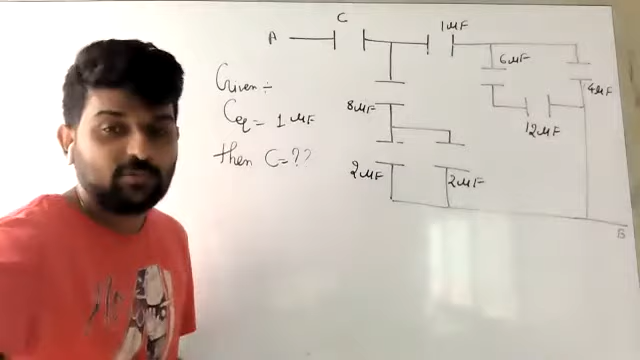 C
A
1μF
6μF
4μF
Given :-
Ceq = 1 μF
8μF
12μF
then C = ??
2μF
2μF
B